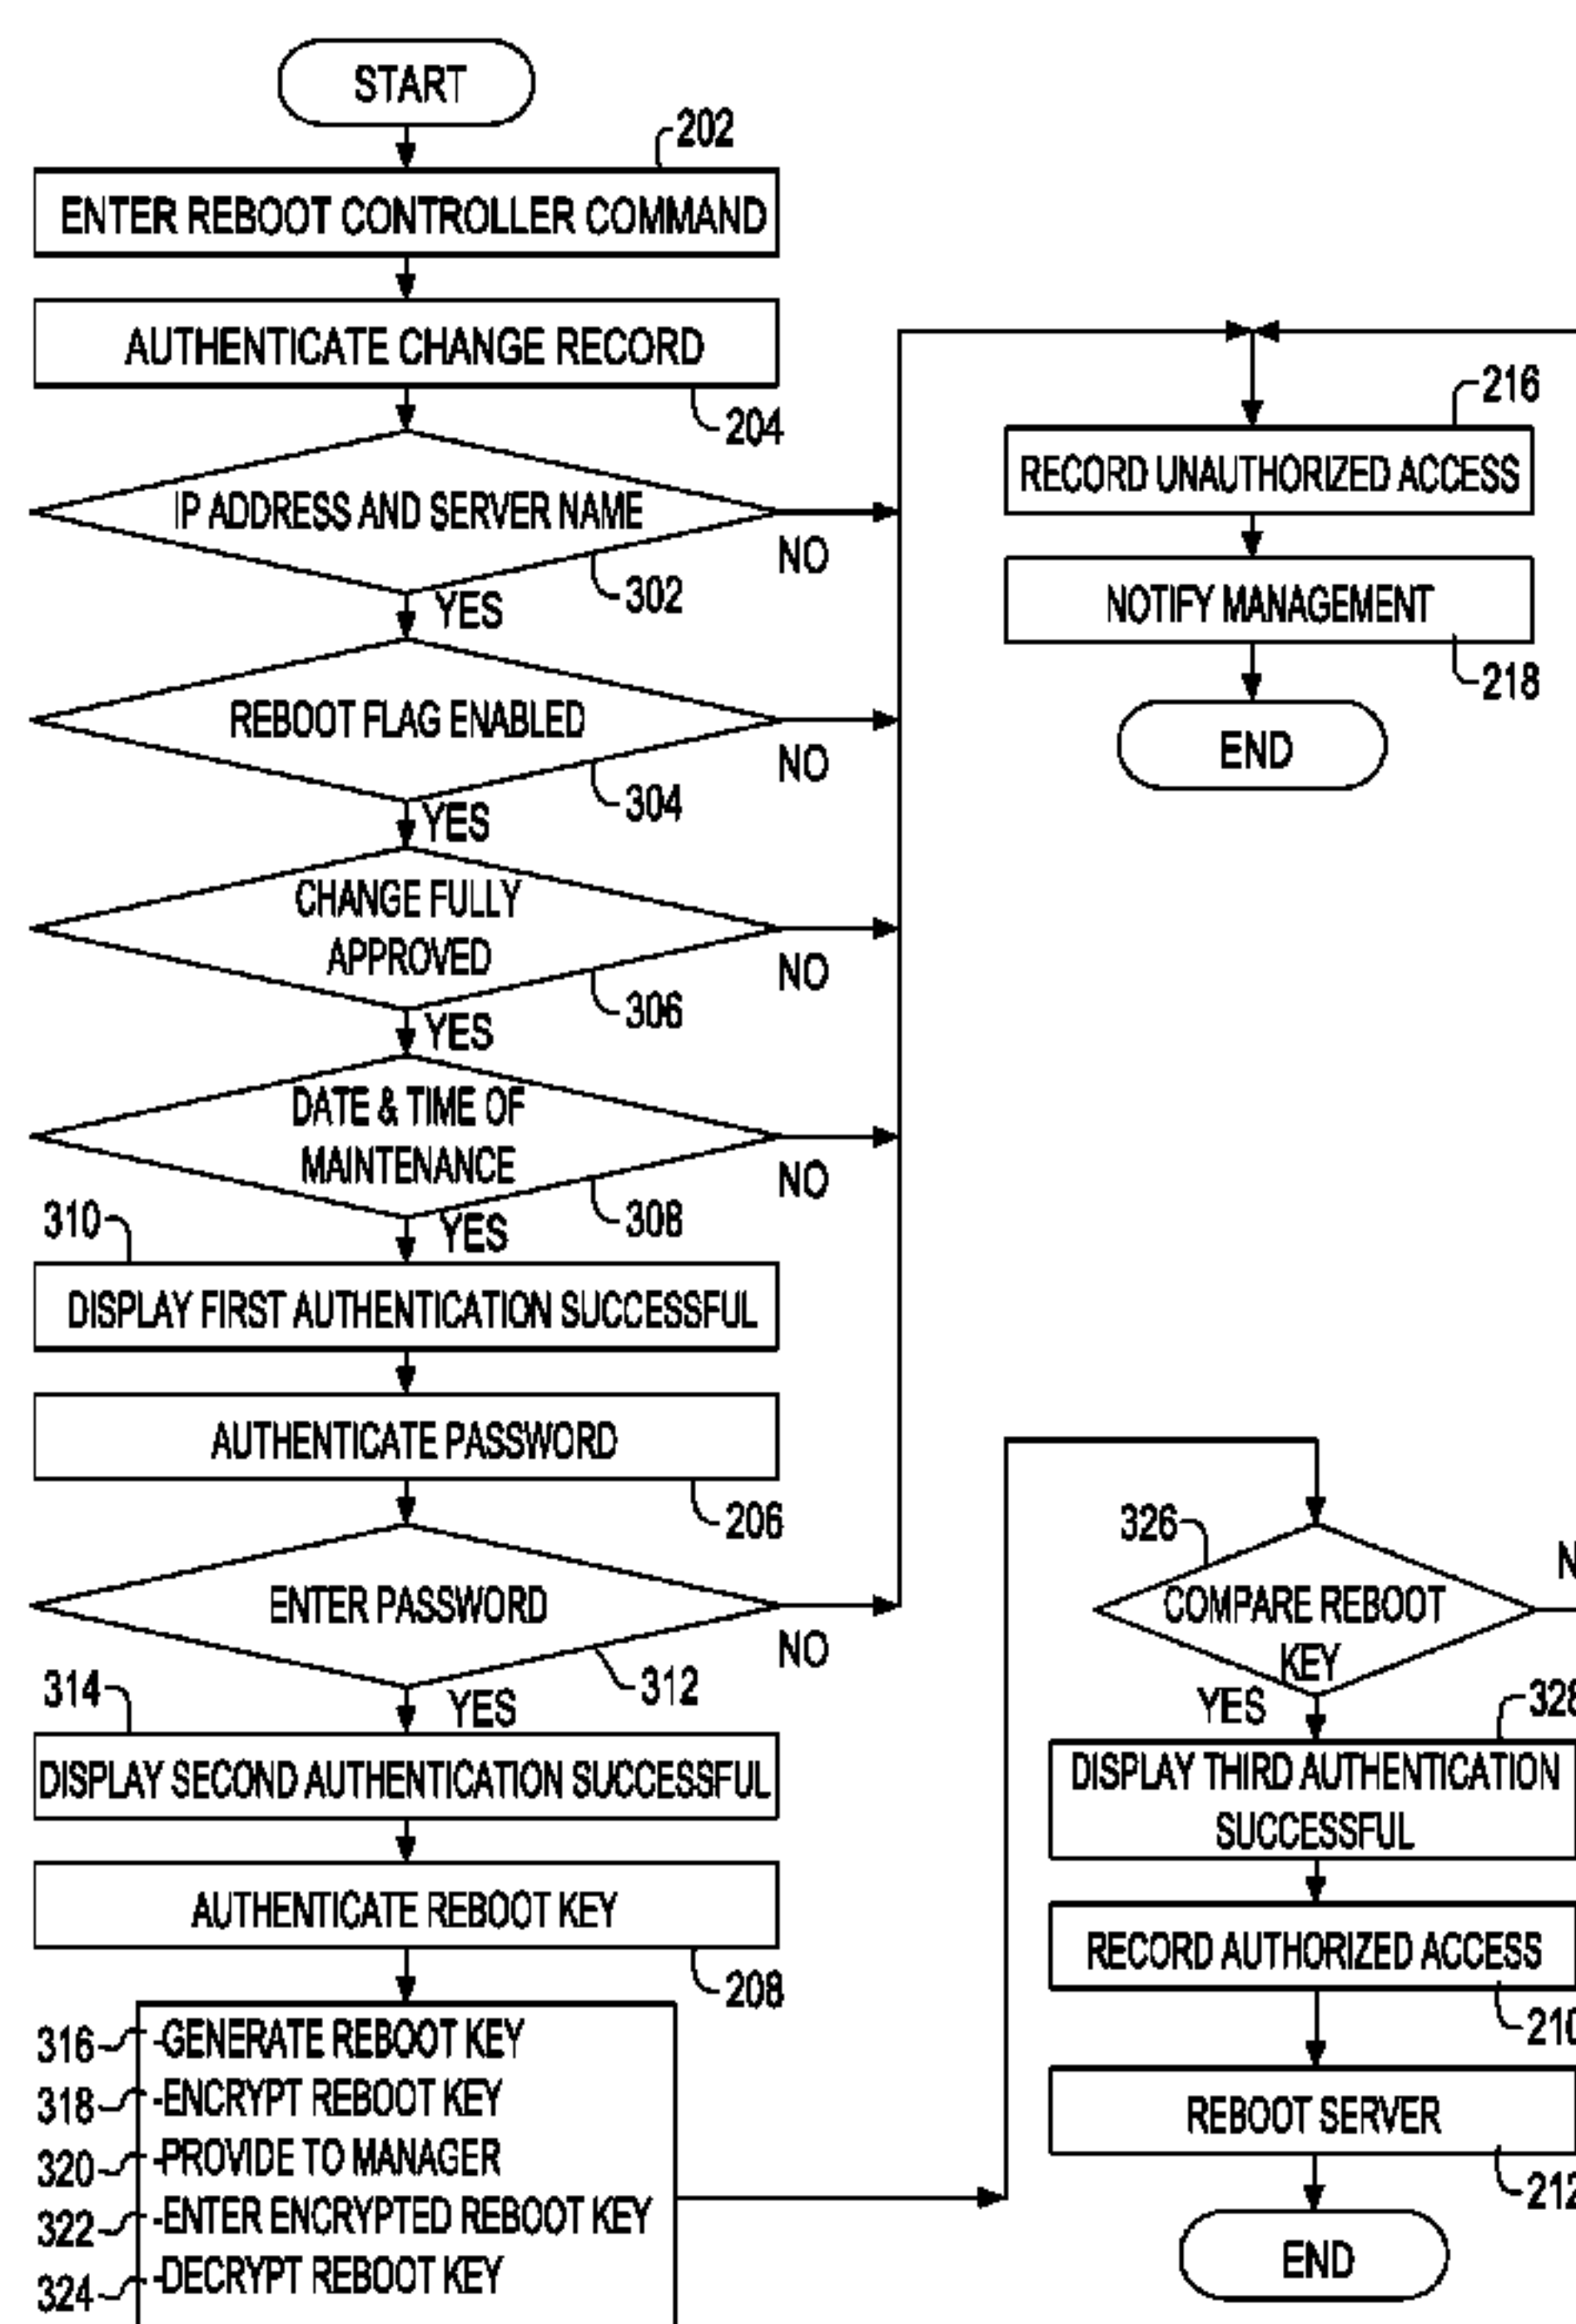 START
202
ENTER REBOOT CONTROLLER COMMAND
AUTHENTICATE CHANGE RECORD
204
IP ADDRESS AND SERVER NAME
NO
302
YES
REBOOT FLAG ENABLED
NO
304
YES
CHANGE FULLY
APPROVED
NO
306
YES
DATE & TIME OF
MAINTENANCE
NO
308
YES
310
DISPLAY FIRST AUTHENTICATION SUCCESSFUL
AUTHENTICATE PASSWORD
206
ENTER PASSWORD
NO
312
YES
314
DISPLAY SECOND AUTHENTICATION SUCCESSFUL
AUTHENTICATE REBOOT KEY
208
316 -GENERATE REBOOT KEY
318 -ENCRYPT REBOOT KEY
320 -PROVIDE TO MANAGER
322 -ENTER ENCRYPTED REBOOT KEY
324 -DECRYPT REBOOT KEY
216
RECORD UNAUTHORIZED ACCESS
NOTIFY MANAGEMENT
218
END
326
COMPARE REBOOT
KEY
YES
328
DISPLAY THIRD AUTHENTICATION
SUCCESSFUL
RECORD AUTHORIZED ACCESS
210
REBOOT SERVER
212
END